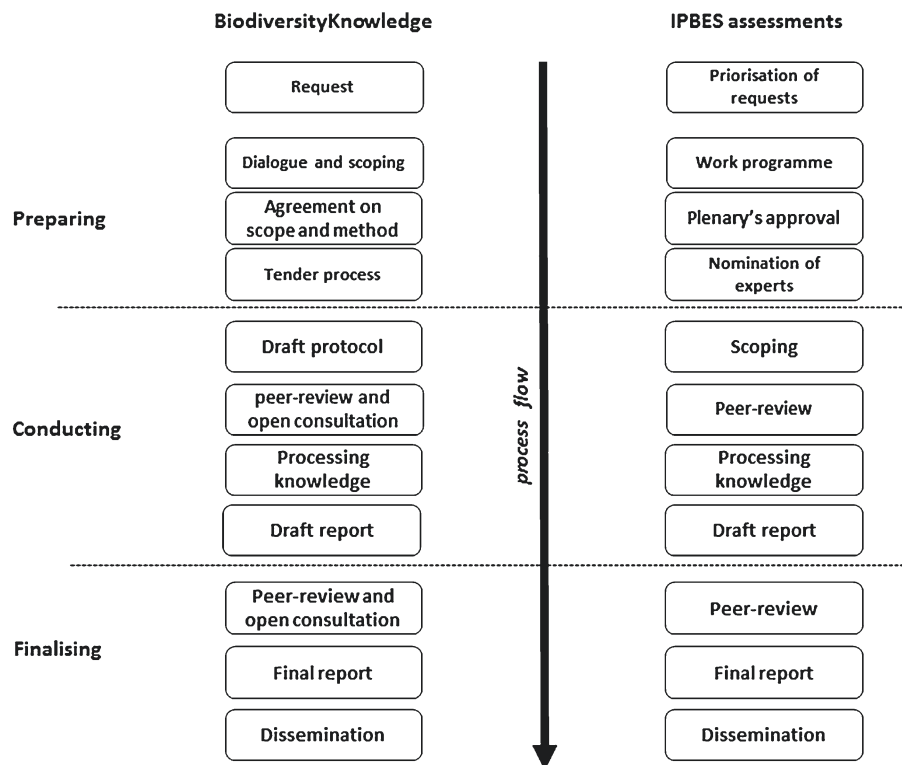 BiodiversityKnowledge
IPBES assessments
Request
Priorisation of
requests
Preparing
Dialogue and scoping
Work programme
Agreement on
scope and method
Plenary's approval
Tender process
Nomination of
experts
Conducting
Draft protocol
Scoping
peer-review and
open consultation
Peer-review
Processing
knowledge
Processing
knowledge
Draft report
Draft report
process flow
Finalising
Peer-review and
open consultation
Peer-review
Final report
Final report
Dissemination
Dissemination